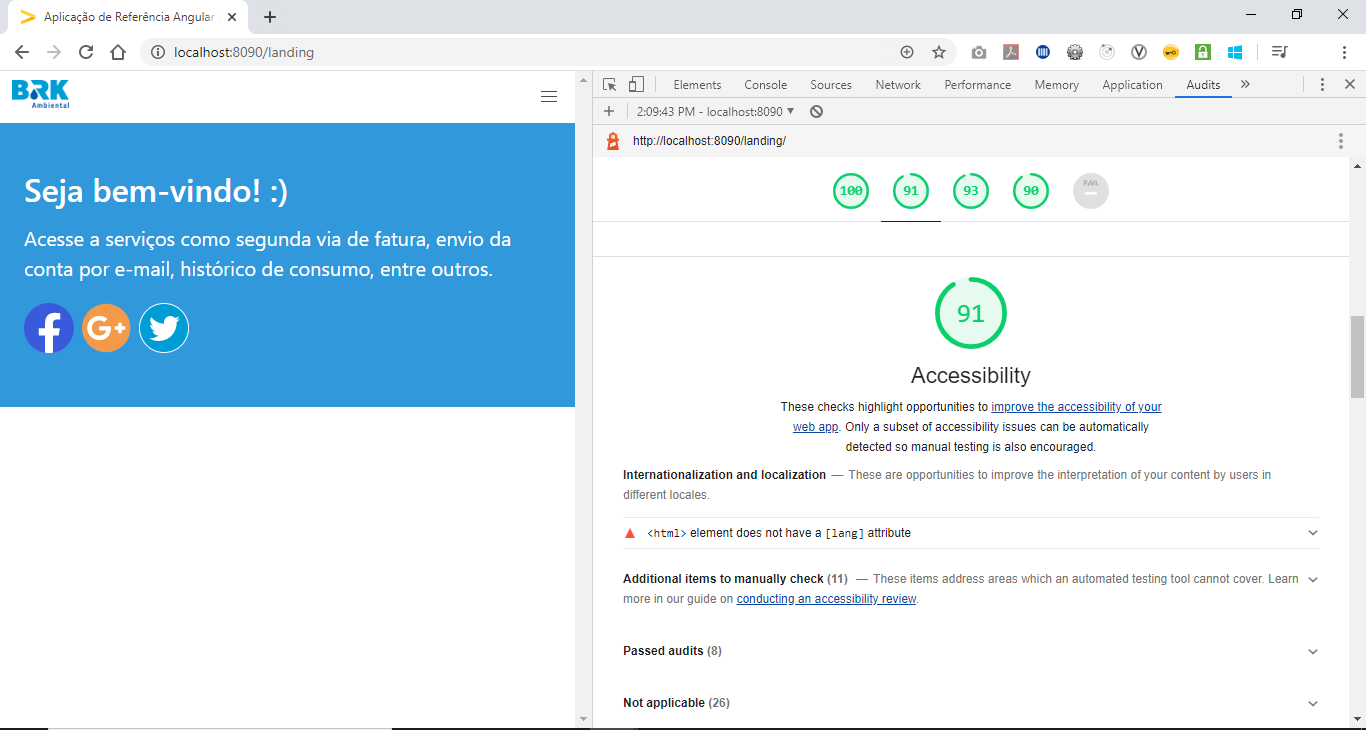 Aplicação de Referência Angular
localhost:8090/landing
BRK
Ambiental
Seja bem-vindo! :)
Acesse a serviços como segunda via de fatura, envio da
conta por e-mail, histórico de consumo, entre outros.
G+
Elements Console Sources Network Performance Memory Application Audits »
2:09:43 PM - localhost:8090
http://localhost:8090/landing/
100 91 93 90
91
Accessibility
These checks highlight opportunities to improve the accessibility of your
web app. Only a subset of accessibility issues can be automatically
detected so manual testing is also encouraged.
Internationalization and localization — These are opportunities to improve the interpretation of your content by users in
different locales.
<html> element does not have a [lang] attribute
Additional items to manually check (11) — These items address areas which an automated testing tool cannot cover. Learn
more in our guide on conducting an accessibility review.
Passed audits (8)
Not applicable (26)